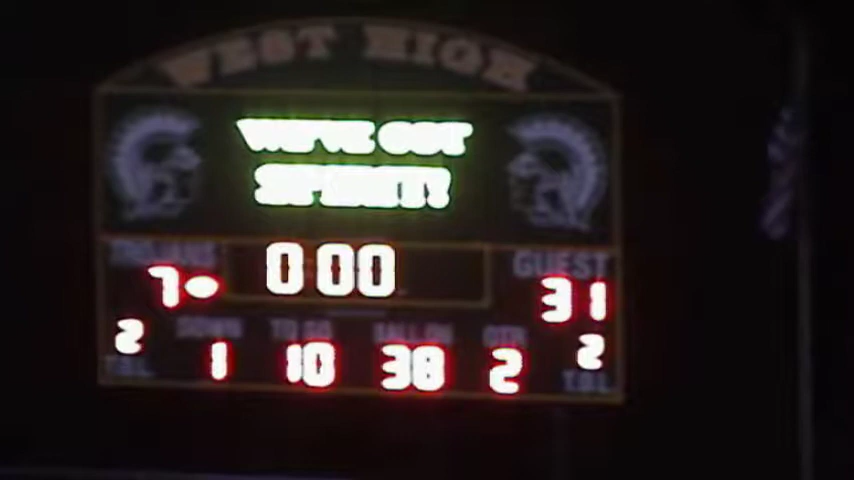 WEST HIGH
WE'VE GOT
SPIRIT!
TROJANS 0:00 GUEST
7 31
DOWN TO GO BALL ON QTR
2 1 10 38 2 2
T.O.L T.O.L